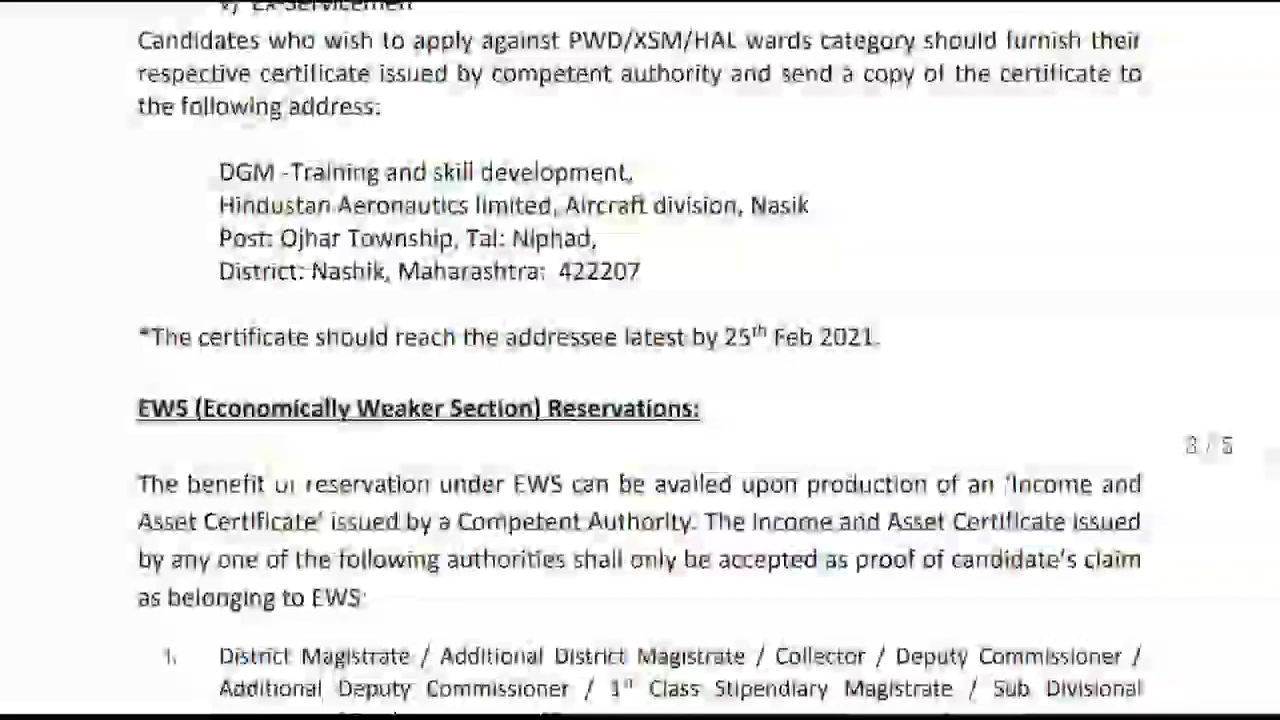 v) Ex-Servicemen
Candidates who wish to apply against PWD/XSM/HAL wards category should furnish their
respective certificate issued by competent authority and send a copy of the certificate to
the following address:
DGM -Training and skill development,
Hindustan Aeronautics limited, Aircraft division, Nasik
Post: Ojhar Township, Tal: Niphad,
District: Nashik, Maharashtra: 422207
*The certificate should reach the addressee latest by 25th Feb 2021.
EWS (Economically Weaker Section) Reservations:
3 / 5
The benefit of reservation under EWS can be availed upon production of an 'Income and
Asset Certificate' issued by a Competent Authority. The Income and Asset Certificate issued
by any one of the following authorities shall only be accepted as proof of candidate's claim
as belonging to EWS:
1. District Magistrate / Additional District Magistrate / Collector / Deputy Commissioner /
Additional Deputy Commissioner / 1st Class Stipendiary Magistrate / Sub Divisional